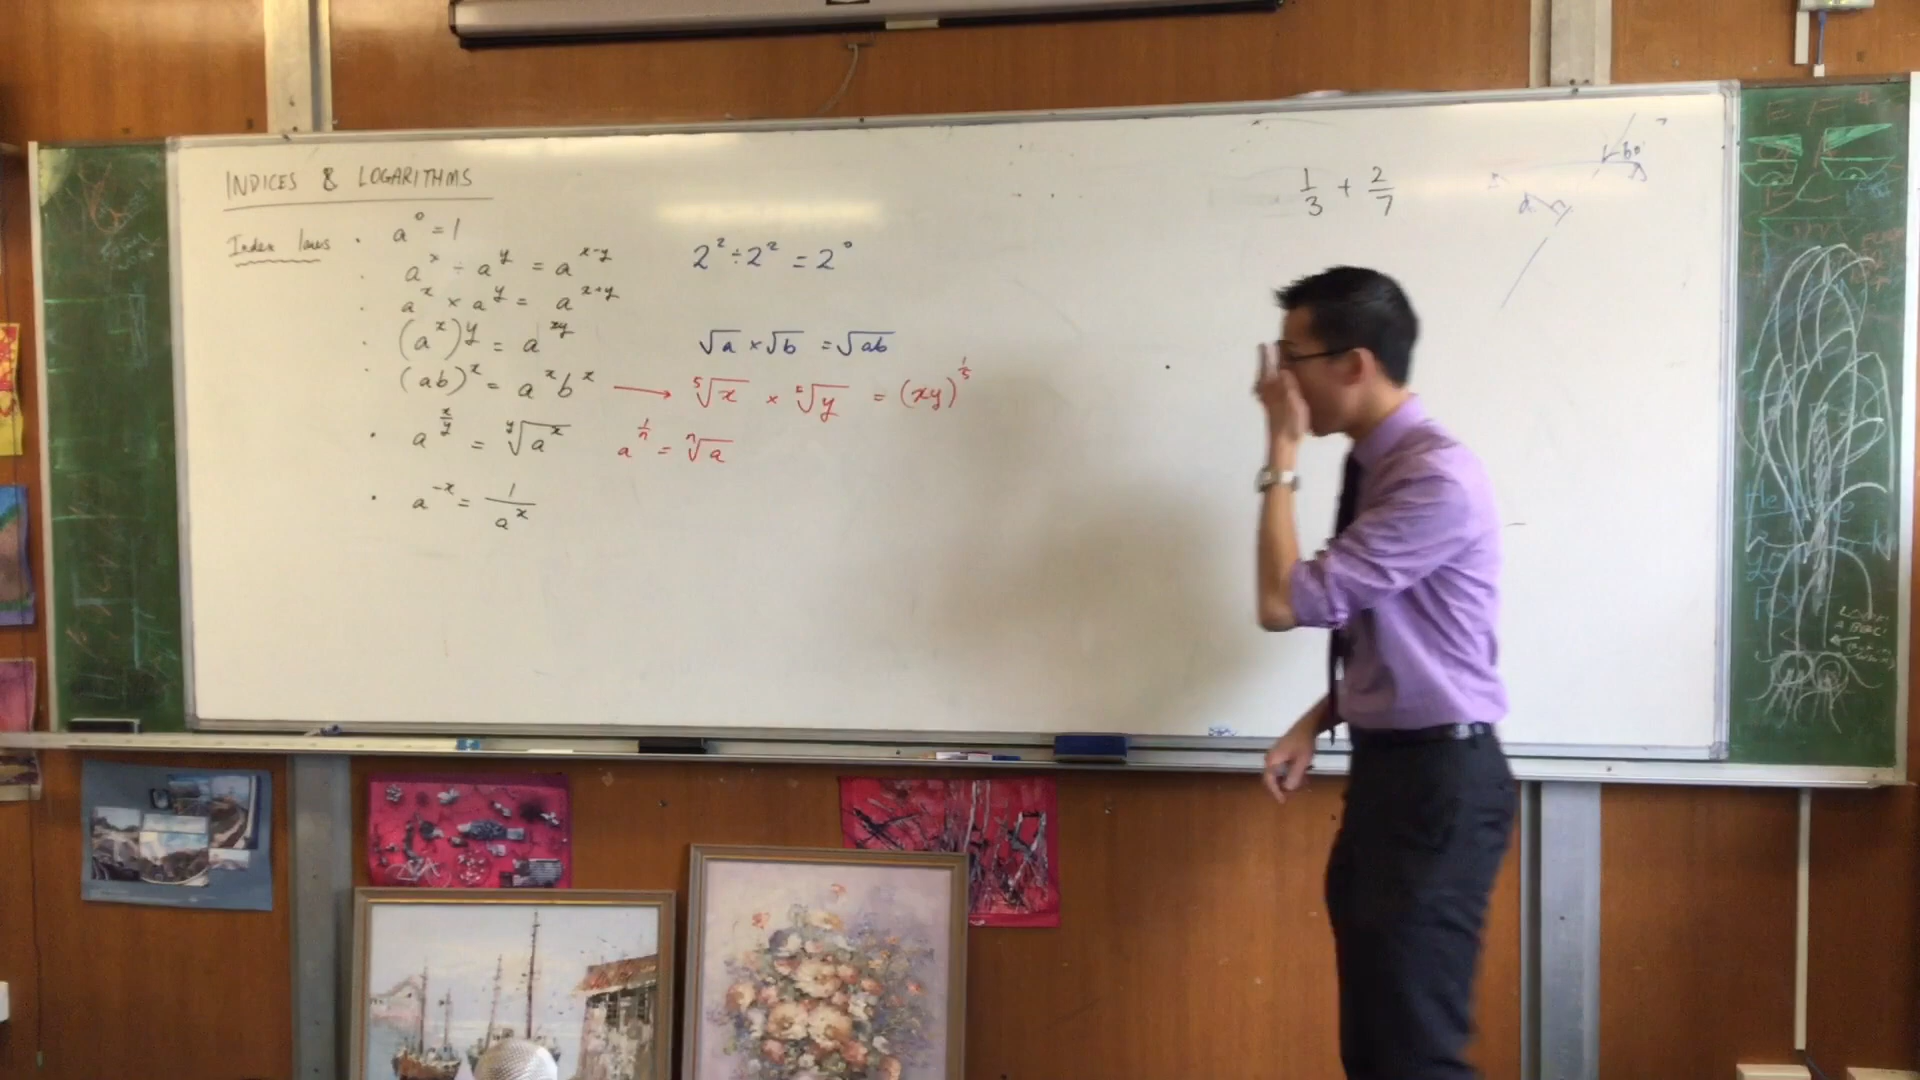 INDICES & LOGARITHMS
Index laws · a⁰ = 1
· aˣ ÷ aʸ = aˣ⁻ʸ
2² ÷ 2² = 2⁰
· aˣ × aʸ = aˣ⁺ʸ
· (aˣ)ʸ = aˣʸ
√a × √b = √ab
· (ab)ˣ = aˣbˣ → ⁵√x × ⁵√y = (xy)^(1/5)
· a^(x/y) = ʸ√aˣ
a^(1/n) = ⁿ√a
· a⁻ˣ = 1/aˣ
1/3 + 2/7